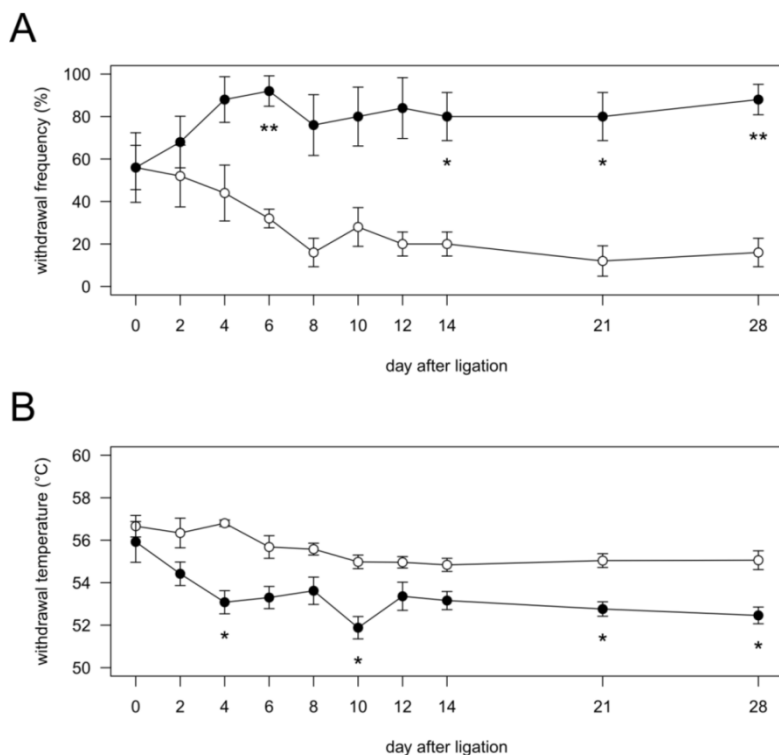 A
withdrawal frequency (%)
100
80
60
40
20
0
** * * **
0 2 4 6 8 10 12 14 21 28
day after ligation
B
withdrawal temperature (°C)
60
58
56
54
52
50
* * * *
0 2 4 6 8 10 12 14 21 28
day after ligation